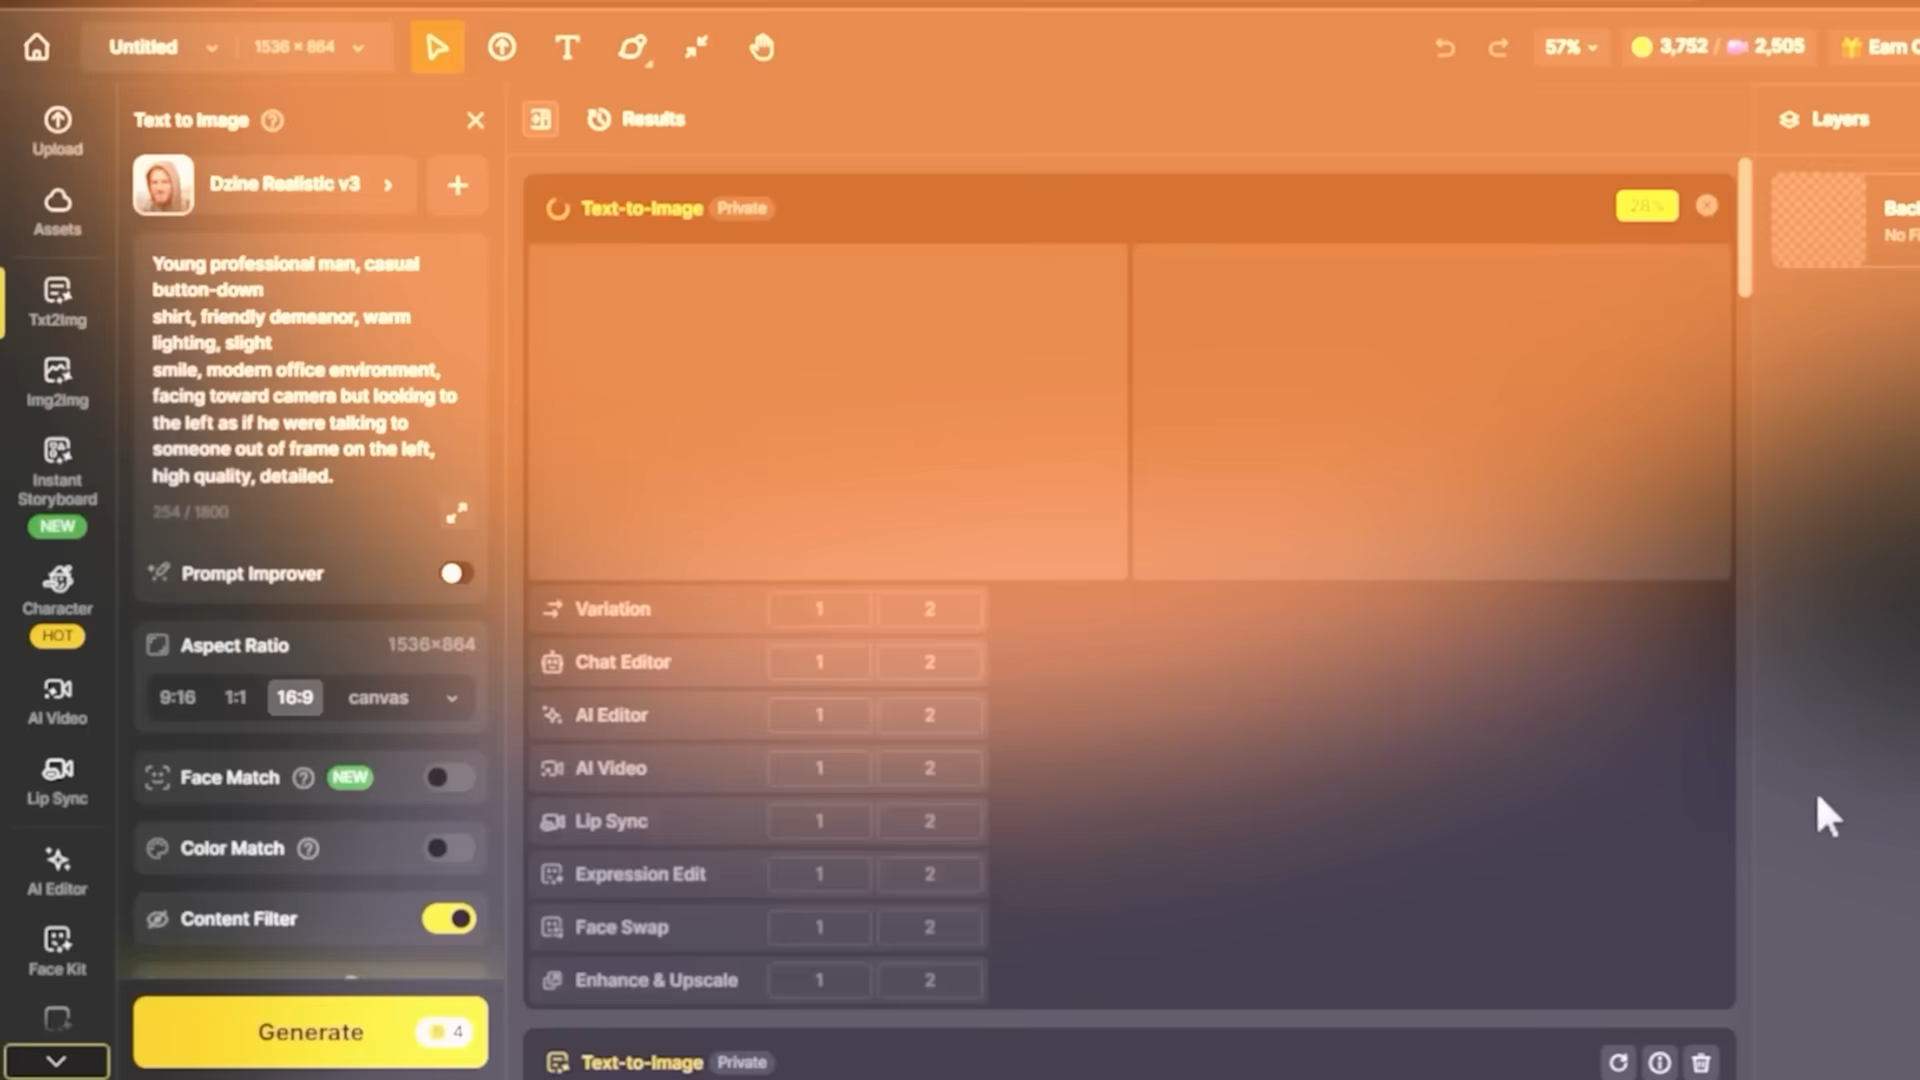 Untitled
1536 × 864
T
57%
3,752 / 2,505
Earn
Upload
Assets
Txt2Img
Img2Img
Instant
Storyboard
NEW
Character
HOT
AI Video
Lip Sync
AI Editor
Face Kit
Text to Image
Dzine Realistic v3
Young professional man, casual
button-down
shirt, friendly demeanor, warm
lighting, slight
smile, modern office environment,
facing toward camera but looking to
the left as if he were talking to
someone out of frame on the left,
high quality, detailed.
254 / 1800
Prompt Improver
Aspect Ratio
1536×864
9:16
1:1
16:9
canvas
Face Match
NEW
Color Match
Content Filter
Generate
4
Results
Text-to-Image
Private
28%
Variation 1 2
Chat Editor 1 2
AI Editor 1 2
AI Video 1 2
Lip Sync 1 2
Expression Edit 1 2
Face Swap 1 2
Enhance & Upscale 1 2
Text-to-Image
Private
Layers